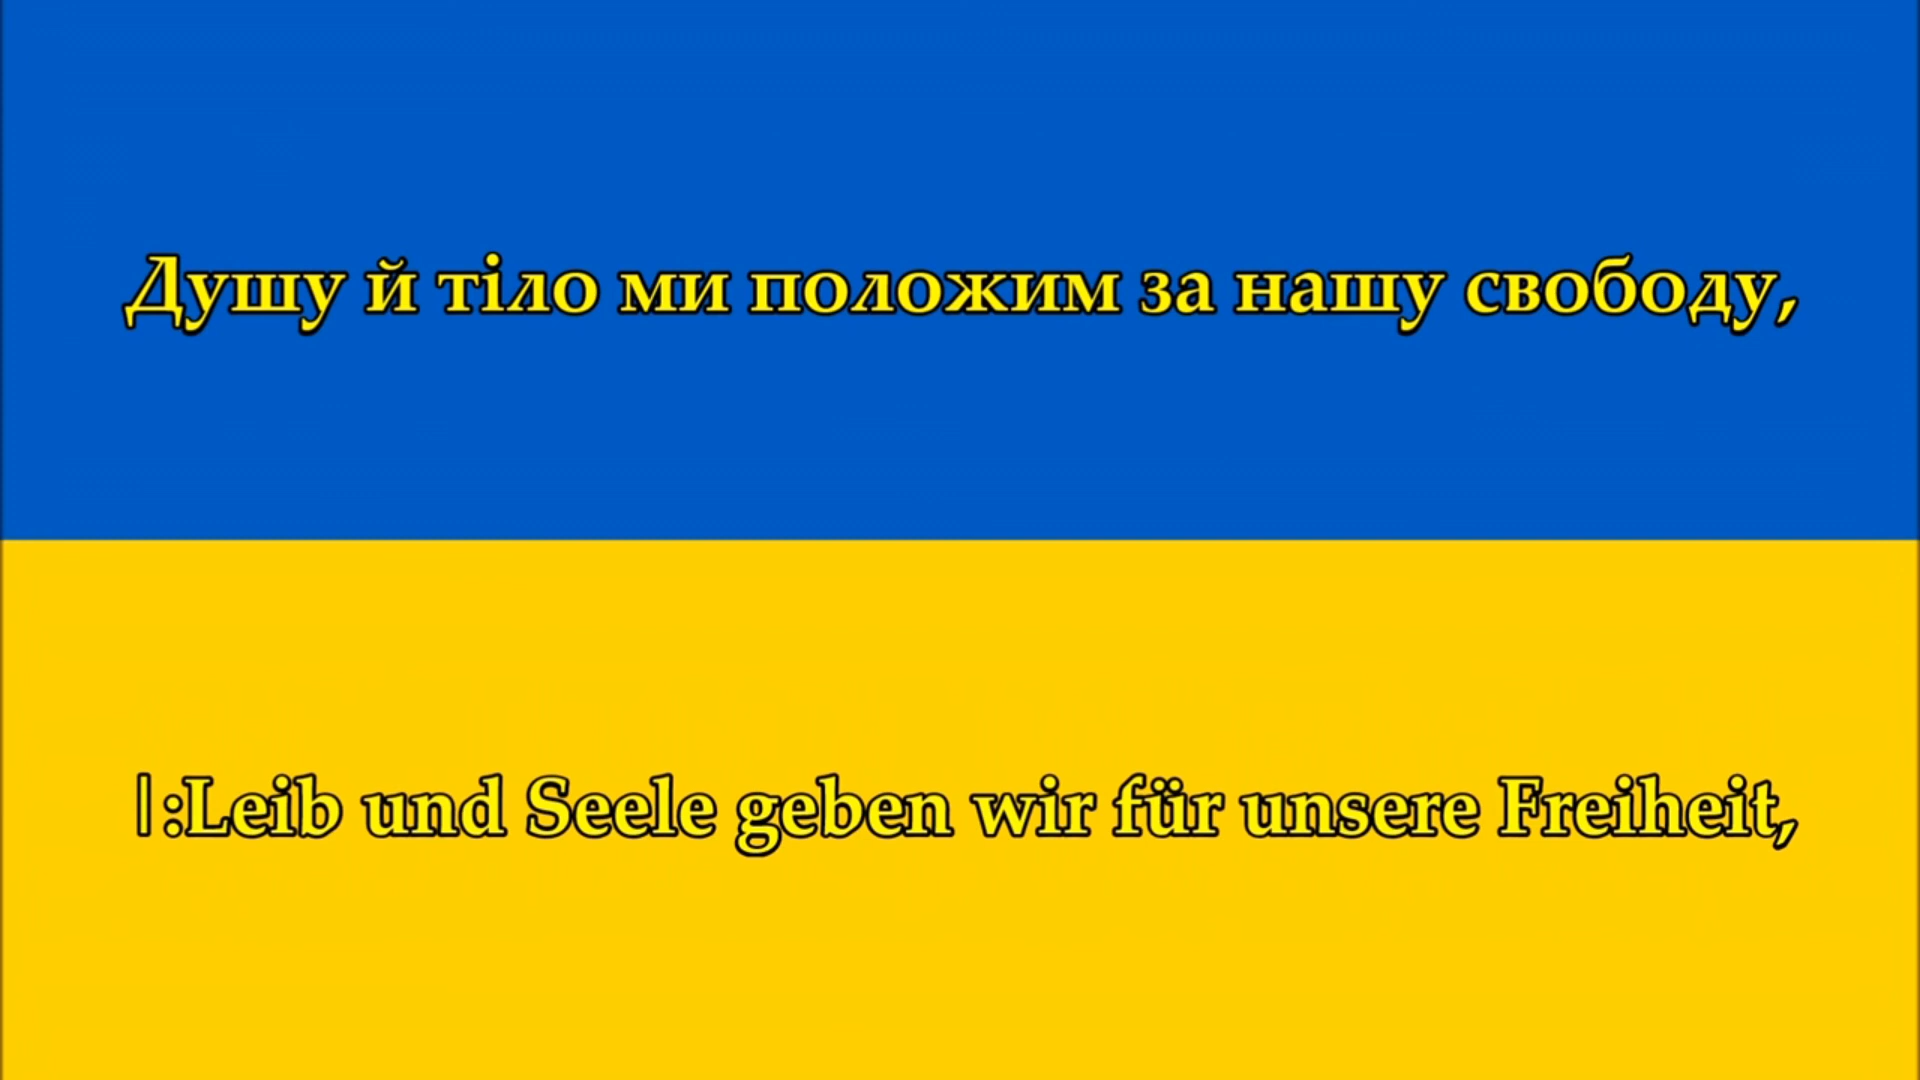 Душу й тіло ми положим за нашу свободу,
|:Leib und Seele geben wir für unsere Freiheit,